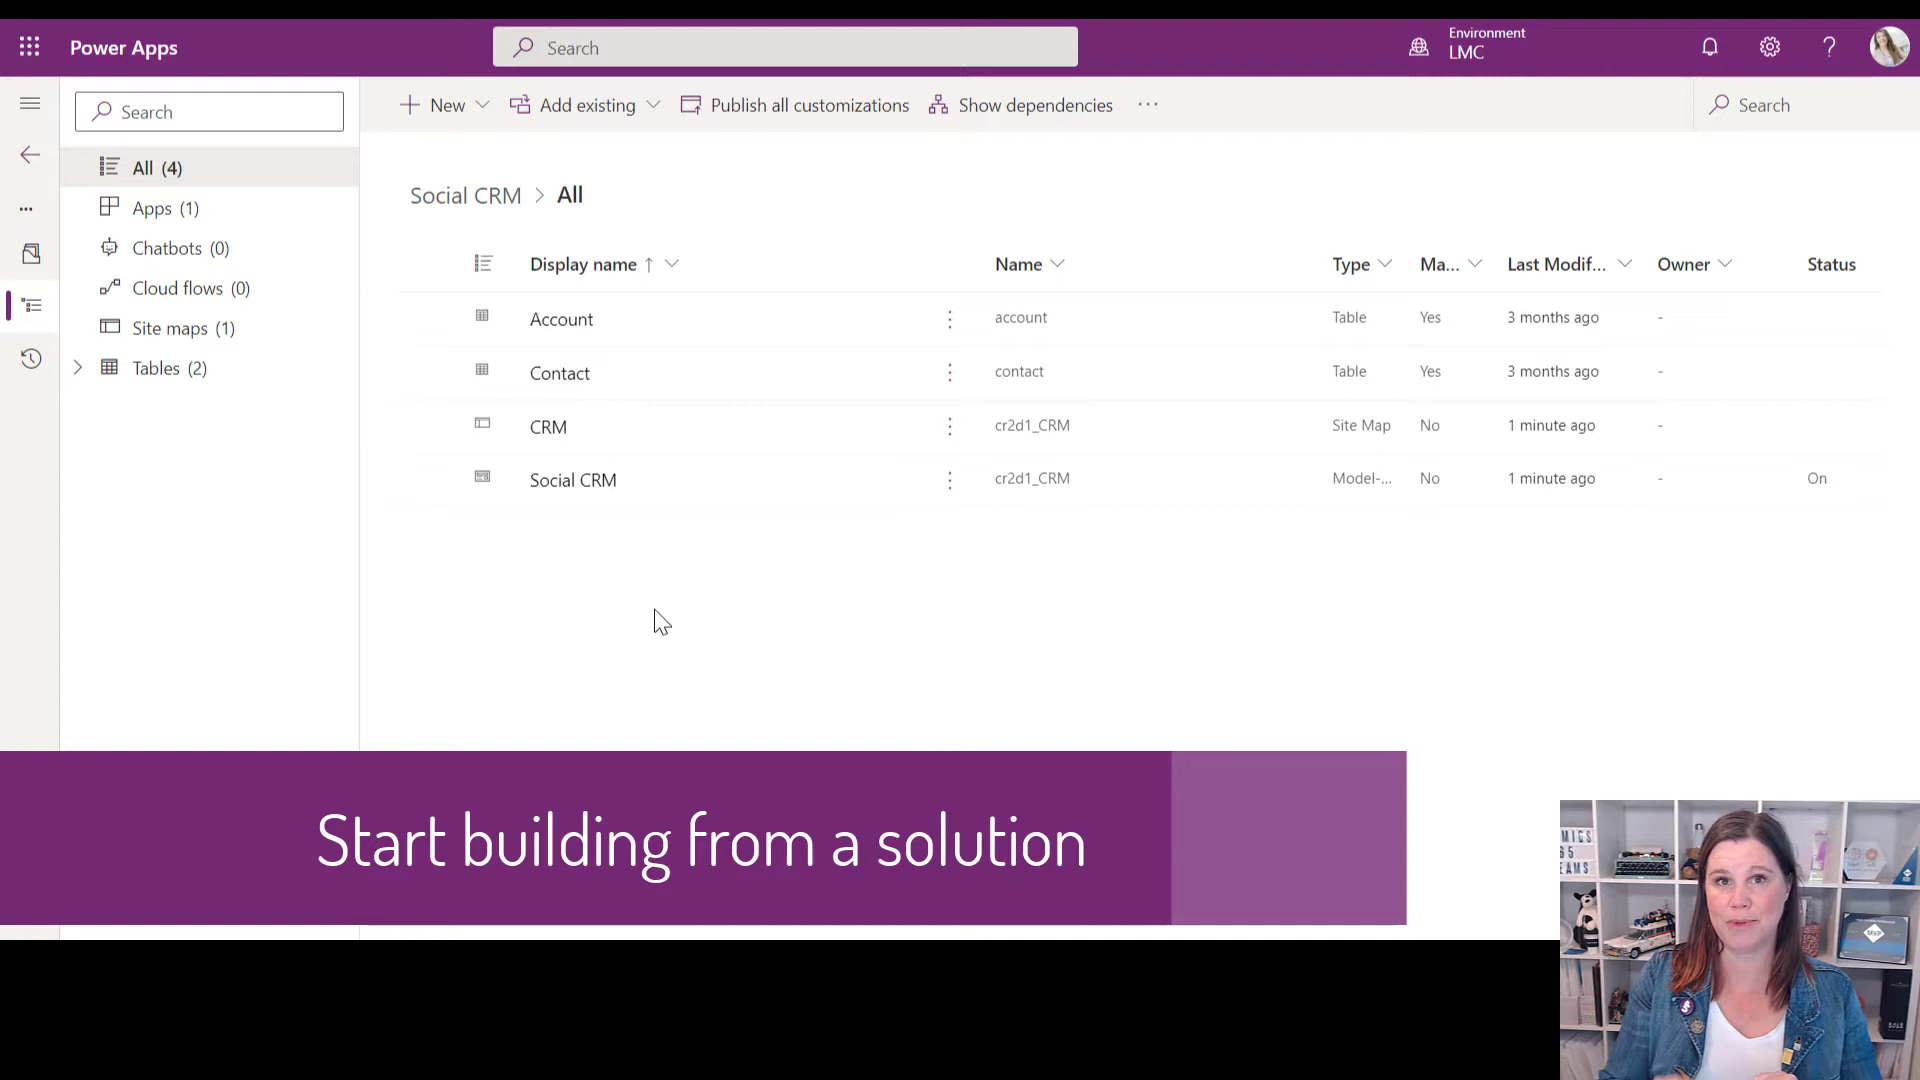 Power Apps
Search
Environment
LMC
Search
New
Add existing
Publish all customizations
Show dependencies
Search
All (4)
Apps (1)
Chatbots (0)
Cloud flows (0)
Site maps (1)
Tables (2)
Social CRM > All
Display name ↑ Name Type Ma... Last Modif... Owner Status
Account account Table Yes 3 months ago -
Contact contact Table Yes 3 months ago -
CRM cr2d1_CRM Site Map No 1 minute ago -
Social CRM cr2d1_CRM Model-... No 1 minute ago - On
Start building from a solution
MICS
65
EAMS
MVP